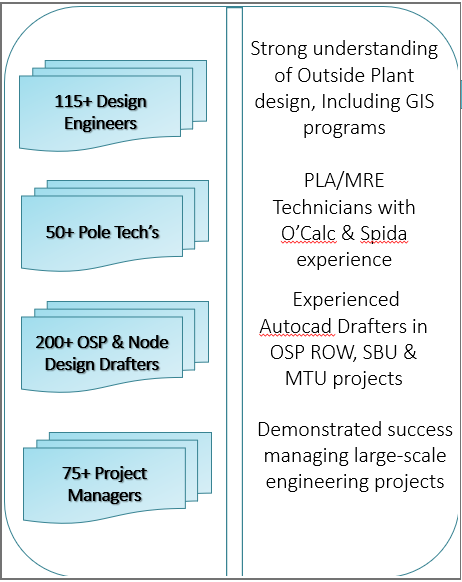 115+ Design
Engineers
Strong understanding
of Outside Plant
design, Including GIS
programs
50+ Pole Tech's
PLA/MRE
Technicians with
O'Calc & Spida
experience
200+ OSP & Node
Design Drafters
Experienced
Autocad Drafters in
OSP ROW, SBU &
MTU projects
75+ Project
Managers
Demonstrated success
managing large-scale
engineering projects